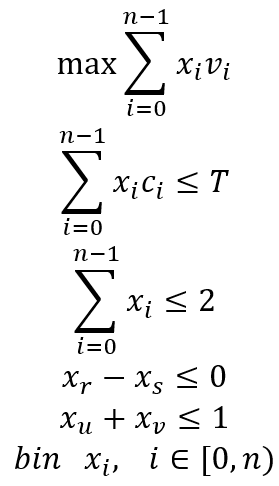 max ∑_{i=0}^{n−1} x_i v_i
∑_{i=0}^{n−1} x_i c_i ≤ T
∑_{i=0}^{n−1} x_i ≤ 2
x_r − x_s ≤ 0
x_u + x_v ≤ 1
bin x_i, i ∈ [0, n)